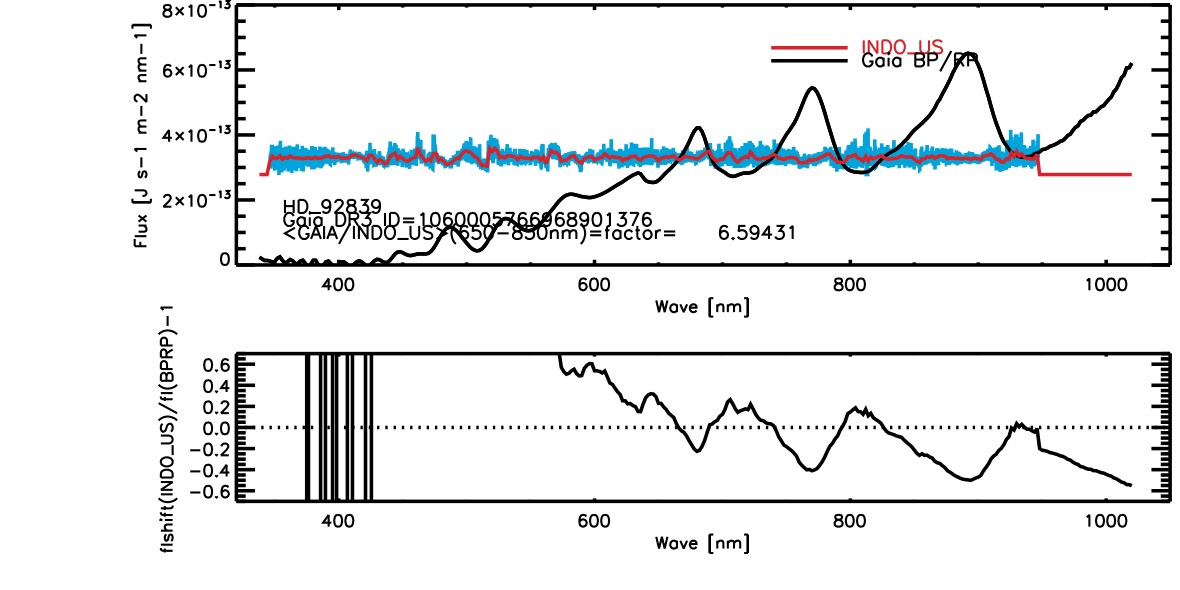 8×10−13
6×10−13
4×10−13
2×10−13
0
Flux [J s−1 m−2 nm−1]
INDO_US
Gaia BP/RP
HD_92839
Gaia DR3 ID=1060005766968901376
<GAIA/INDO_US>(650−850nm)=factor= 6.59431
400 600 800 1000
Wave [nm]
flshift(INDO_US)/fl(BPRP)−1
0.6
0.4
0.2
0.0
−0.2
−0.4
−0.6
400 600 800 1000
Wave [nm]